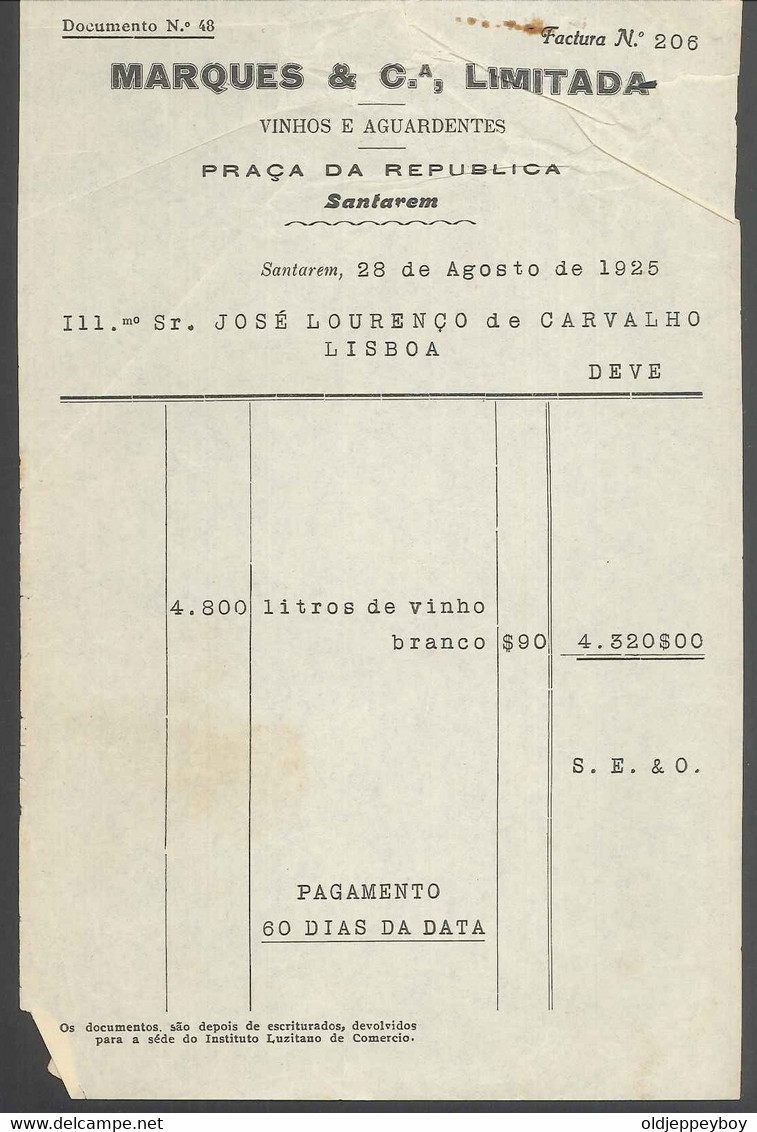 Documento N.º 48
Factura N.º 206
MARQUES & C.ᴬ, LIMITADA
VINHOS E AGUARDENTES
PRAÇA DA REPUBLICA
Santarem
Santarem, 28 de Agosto de 1925
Ill.ᵐᵒ Sr. JOSÉ LOURENÇO de CARVALHO
LISBOA
DEVE
4.800 litros de vinho
branco $90 4.320$00
S. E. & O.
PAGAMENTO
60 DIAS DA DATA
Os documentos, são depois de escriturados, devolvidos
para a séde do Instituto Luzitano de Comercio.
delcampe.net
oldjeppeyboy